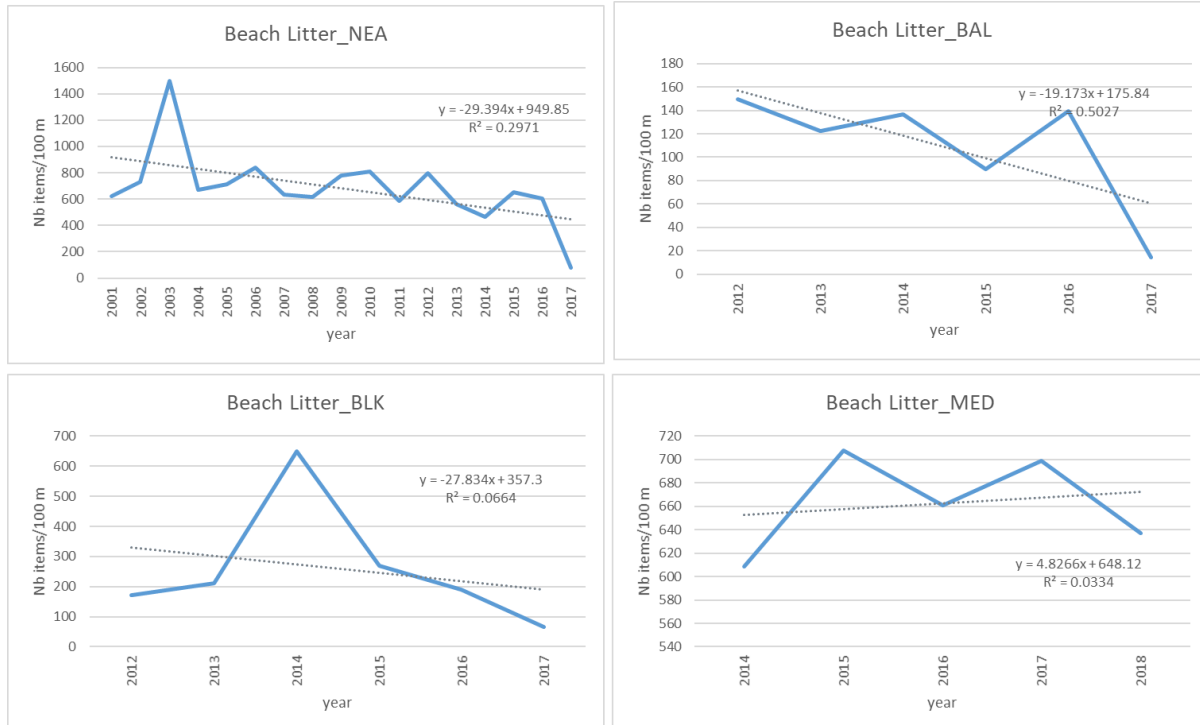 Beach Litter_NEA
Nb items/100 m
1600
1400
1200
1000
800
600
400
200
0
y = -29.394x + 949.85
R² = 0.2971
2001 2002 2003 2004 2005 2006 2007 2008 2009 2010 2011 2012 2013 2014 2015 2016 2017
year
Beach Litter_BAL
Nb items/100 m
180
160
140
120
100
80
60
40
20
0
y = -19.173x + 175.84
R² = 0.5027
2012 2013 2014 2015 2016 2017
year
Beach Litter_BLK
Nb items/100 m
700
600
500
400
300
200
100
0
y = -27.834x + 357.3
R² = 0.0664
2012 2013 2014 2015 2016 2017
year
Beach Litter_MED
Nb items/100 m
720
700
680
660
640
620
600
580
560
540
y = 4.8266x + 648.12
R² = 0.0334
2014 2015 2016 2017 2018
year